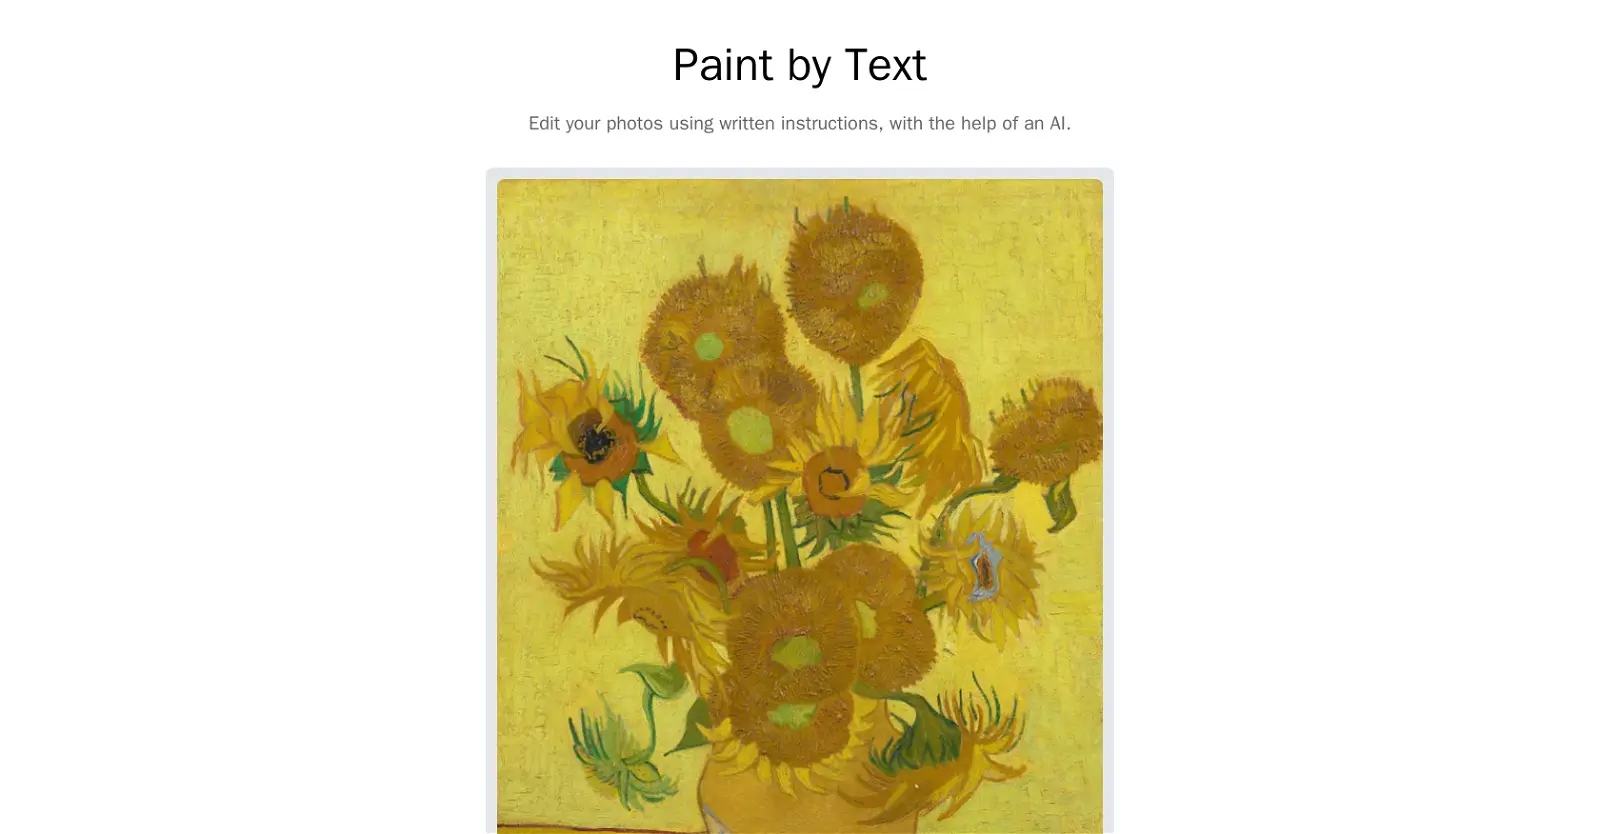 Paint by Text
Edit your photos using written instructions, with the help of an AI.